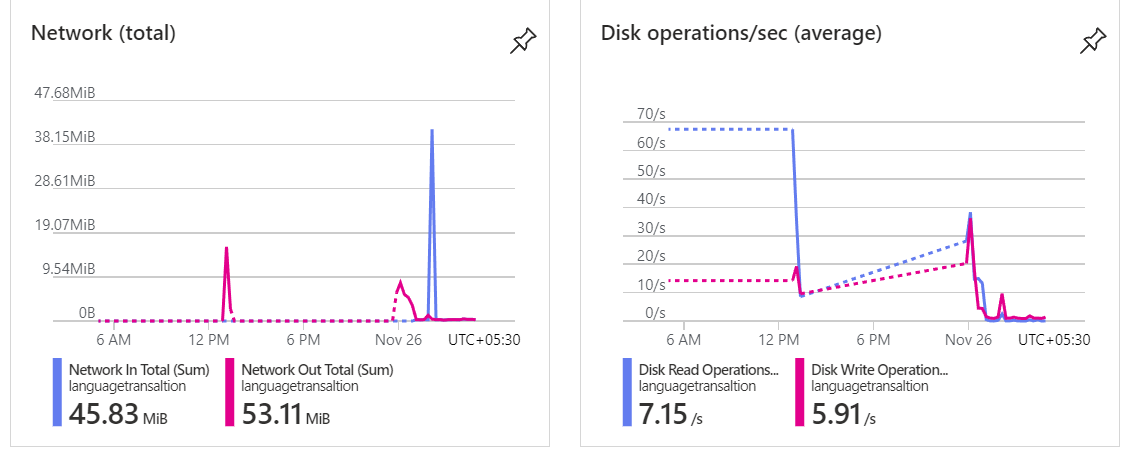 Network (total)
47.68MiB
38.15MiB
28.61MiB
19.07MiB
9.54MiB
0B
6 AM 12 PM 6 PM Nov 26 UTC+05:30
Network In Total (Sum)
languagetransaltion
45.83 MiB
Network Out Total (Sum)
languagetransaltion
53.11 MiB
Disk operations/sec (average)
70/s
60/s
50/s
40/s
30/s
20/s
10/s
0/s
6 AM 12 PM 6 PM Nov 26 UTC+05:30
Disk Read Operations...
languagetransaltion
7.15 /s
Disk Write Operation...
languagetransaltion
5.91 /s